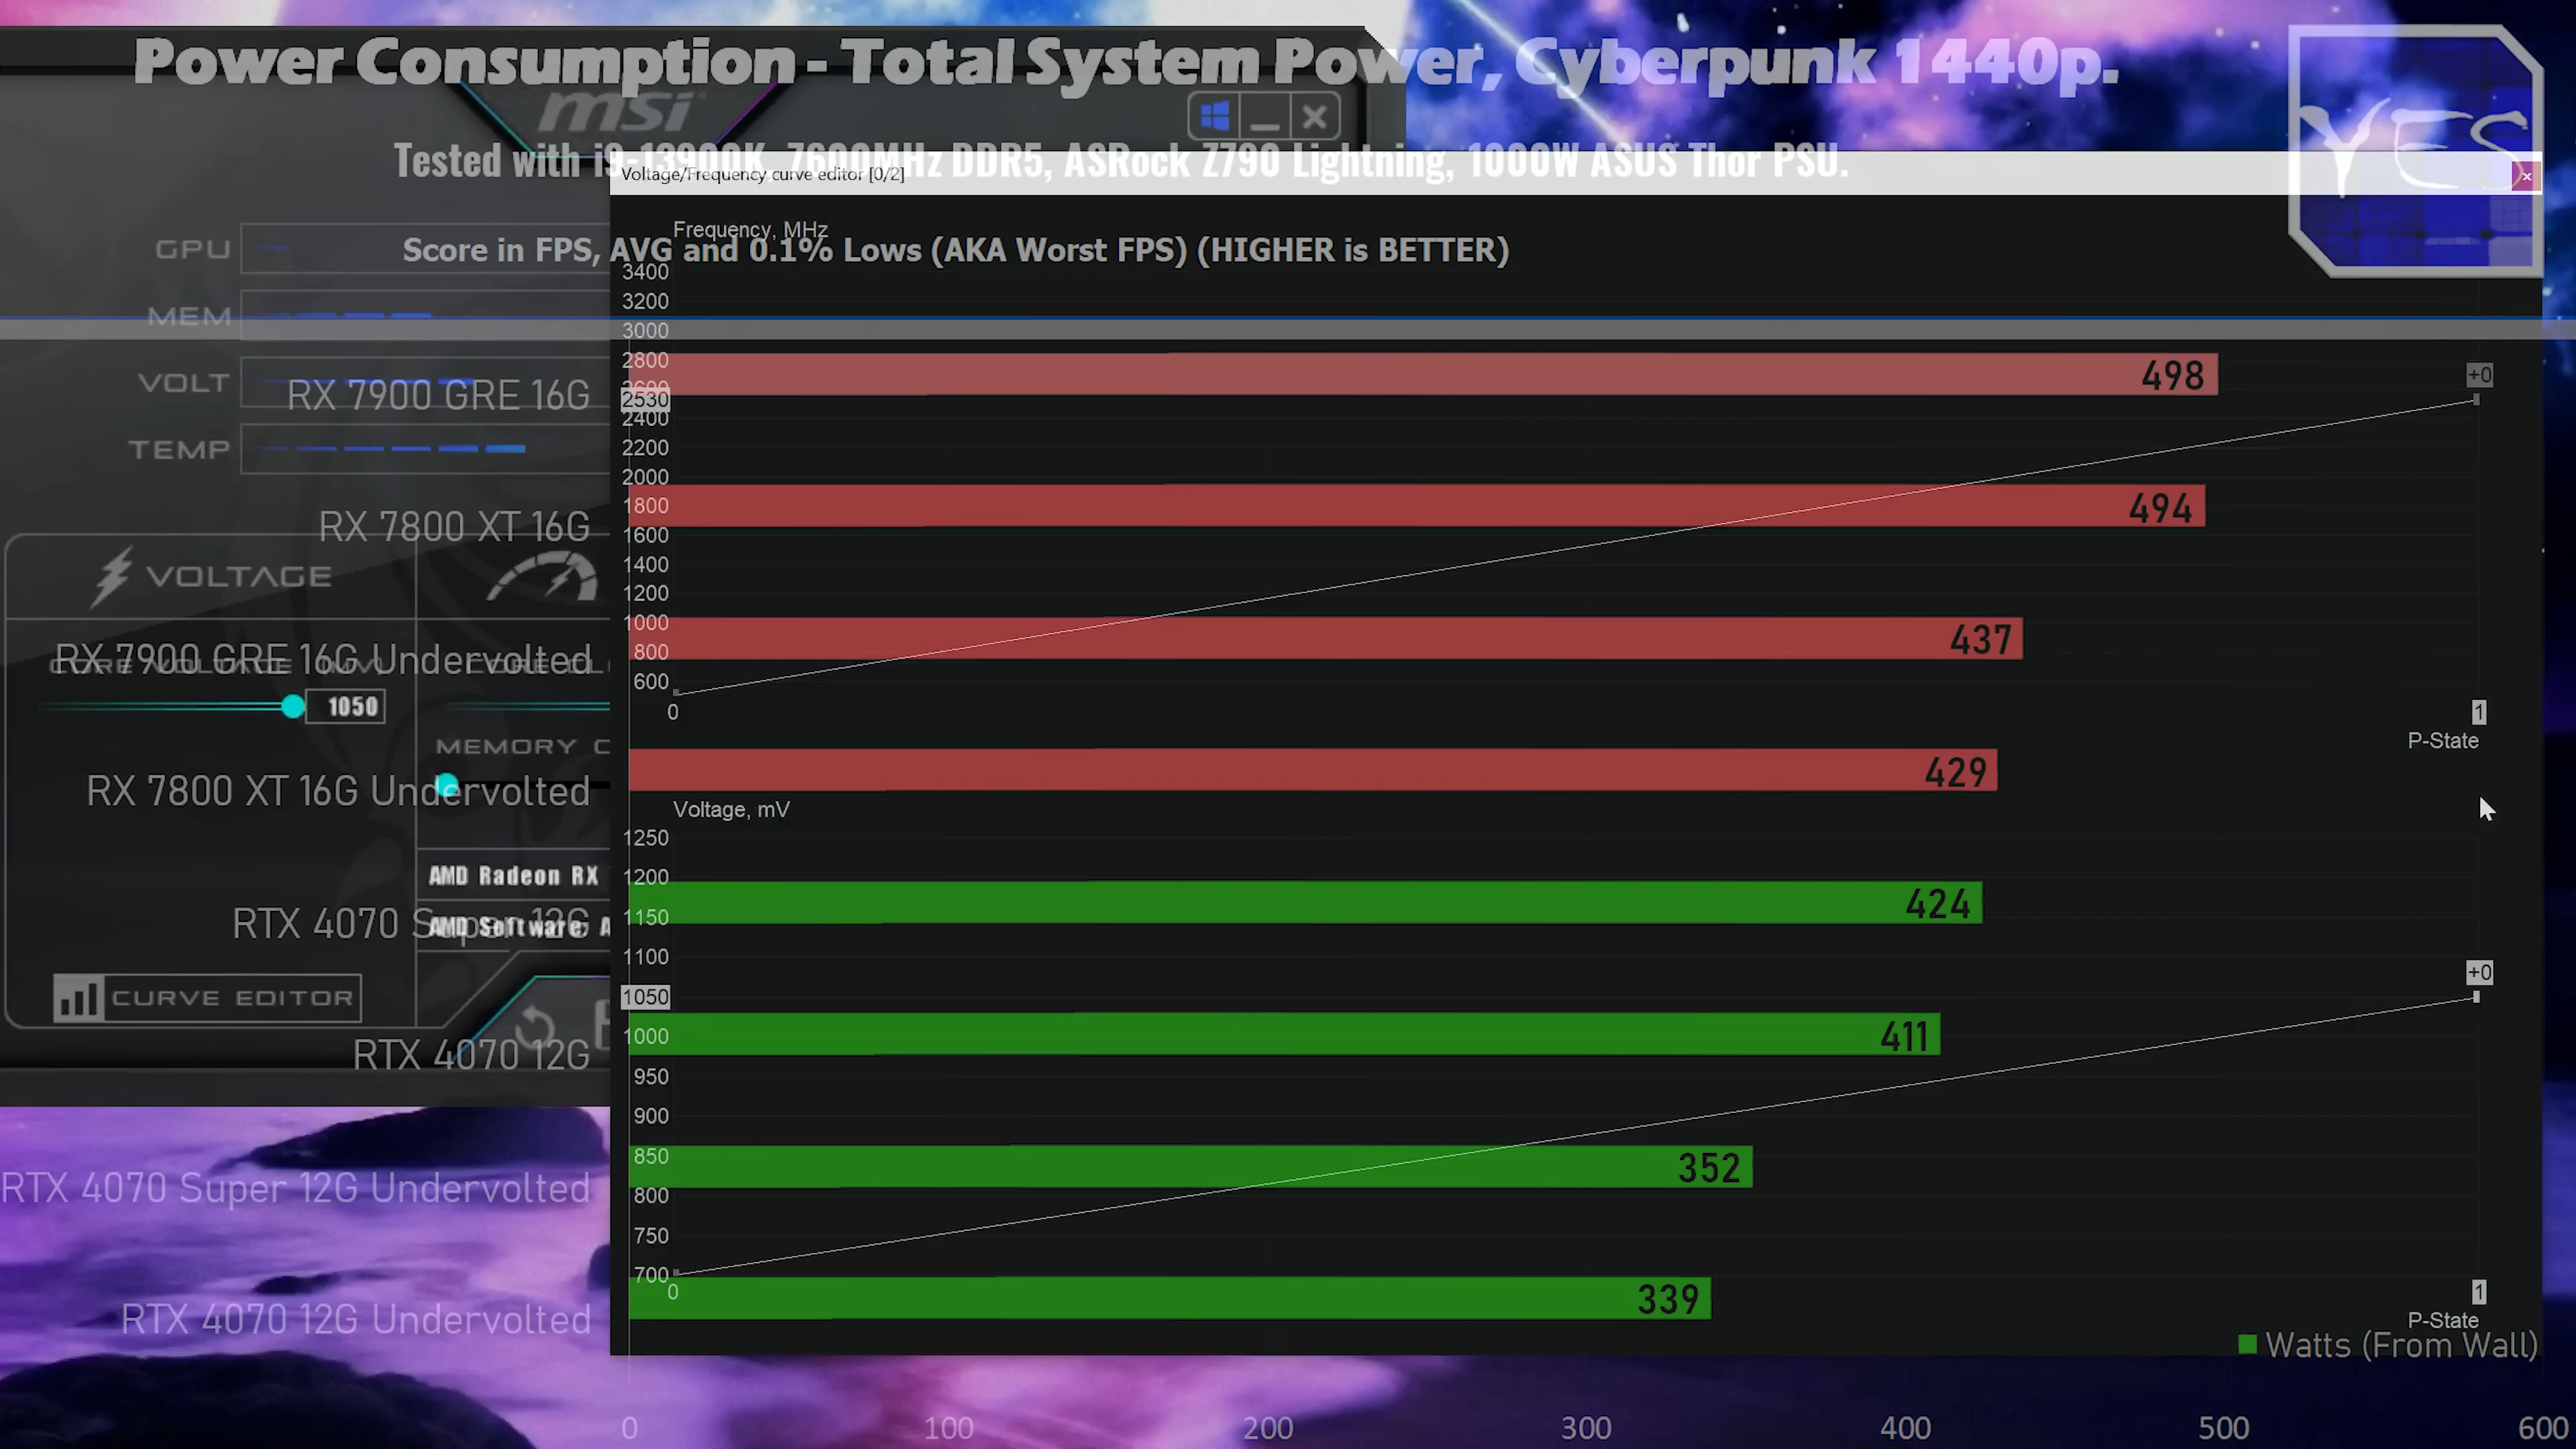 Power Consumption - Total System Power, Cyberpunk 1440p.
msi
YES
Tested with i9-13900K, 7600MHz DDR5, ASRock Z790 Lightning, 1000W ASUS Thor PSU.
Voltage/Frequency curve editor [0/2]
Frequency, MHz
Score in FPS, AVG and 0.1% Lows (AKA Worst FPS) (HIGHER is BETTER)
GPU
MEM
VOLT
TEMP
3400
3200
3000
2800
2600
2530
2400
2200
2000
1800
1600
1400
1200
1000
800
600
0
1
P-State
+0
RX 7900 GRE 16G
498
RX 7800 XT 16G
494
VOLTAGE
RX 7900 GRE 16G Undervolted
437
CORE VOLTAGE (MV)
1050
MEMORY C
RX 7800 XT 16G Undervolted
429
Voltage, mV
1250
1200
1150
1100
1050
1000
950
900
850
800
750
700
0
1
P-State
+0
AMD Radeon RX
RTX 4070 Super 12G
424
AMD Software: A
CURVE EDITOR
RTX 4070 12G
411
RTX 4070 Super 12G Undervolted
352
RTX 4070 12G Undervolted
339
Watts (From Wall)
0 100 200 300 400 500 600